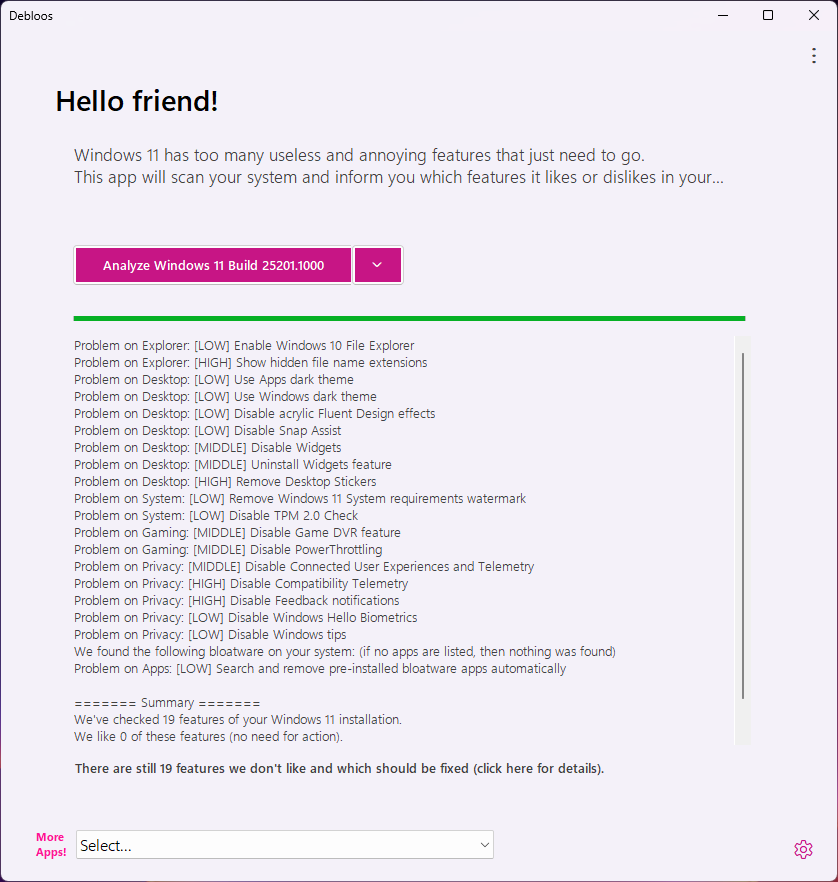 Debloos
Hello friend!
Windows 11 has too many useless and annoying features that just need to go.
This app will scan your system and inform you which features it likes or dislikes in your...
Analyze Windows 11 Build 25201.1000
Problem on Explorer: [LOW] Enable Windows 10 File Explorer
Problem on Explorer: [HIGH] Show hidden file name extensions
Problem on Desktop: [LOW] Use Apps dark theme
Problem on Desktop: [LOW] Use Windows dark theme
Problem on Desktop: [LOW] Disable acrylic Fluent Design effects
Problem on Desktop: [LOW] Disable Snap Assist
Problem on Desktop: [MIDDLE] Disable Widgets
Problem on Desktop: [MIDDLE] Uninstall Widgets feature
Problem on Desktop: [HIGH] Remove Desktop Stickers
Problem on System: [LOW] Remove Windows 11 System requirements watermark
Problem on System: [LOW] Disable TPM 2.0 Check
Problem on Gaming: [MIDDLE] Disable Game DVR feature
Problem on Gaming: [MIDDLE] Disable PowerThrottling
Problem on Privacy: [MIDDLE] Disable Connected User Experiences and Telemetry
Problem on Privacy: [HIGH] Disable Compatibility Telemetry
Problem on Privacy: [HIGH] Disable Feedback notifications
Problem on Privacy: [LOW] Disable Windows Hello Biometrics
Problem on Privacy: [LOW] Disable Windows tips
We found the following bloatware on your system: (if no apps are listed, then nothing was found)
Problem on Apps: [LOW] Search and remove pre-installed bloatware apps automatically
======= Summary =======
We've checked 19 features of your Windows 11 installation.
We like 0 of these features (no need for action).
There are still 19 features we don't like and which should be fixed (click here for details).
More
Apps!
Select...